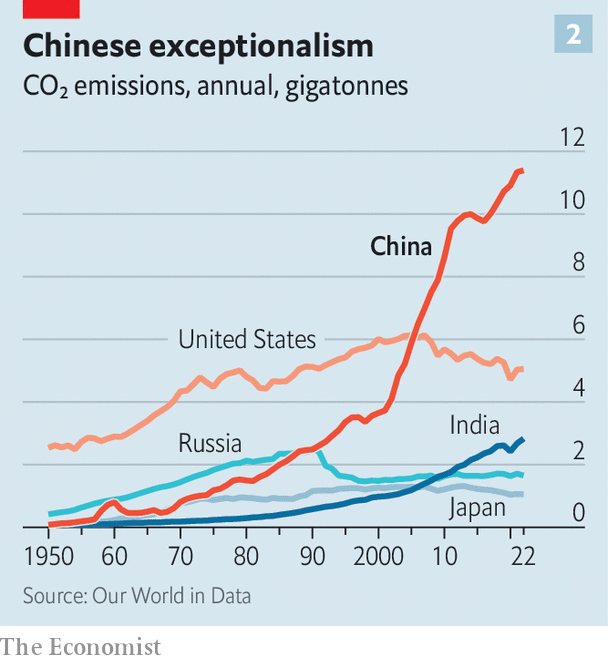 Chinese exceptionalism
2
CO₂ emissions, annual, gigatonnes
12
10
China
8
United States
6
4
Russia
India
2
Japan
0
1950 60 70 80 90 2000 10 22
Source: Our World in Data
The Economist